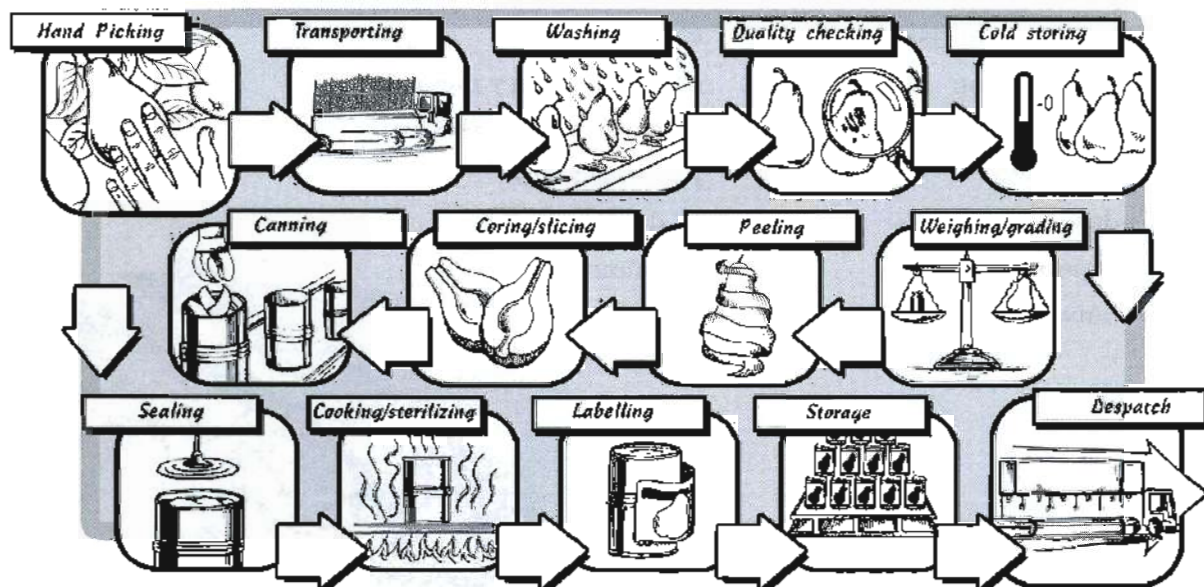 Hand Picking
Transporting
Washing
Quality checking
Cold storing
-0
Weighing/grading
Peeling
Coring/slicing
Canning
Sealing
Cooking/sterilizing
Labelling
Storage
Despatch